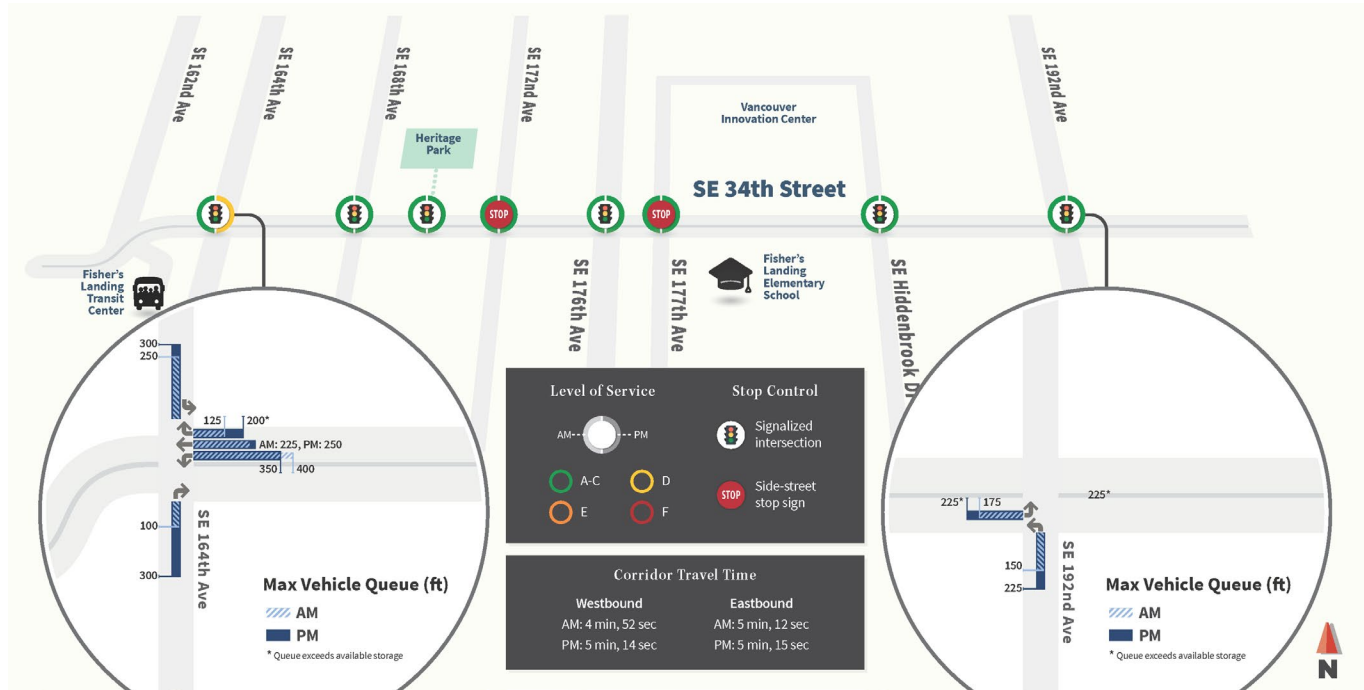 SE 162nd Ave
SE 164th Ave
SE 168th Ave
SE 172nd Ave
SE 192nd Ave
Heritage
Park
Vancouver
Innovation Center
SE 34th Street
STOP
STOP
Fisher's
Landing
Transit
Center
SE 176th Ave
SE 177th Ave
Fisher's
Landing
Elementary
School
SE Hiddenbrook Dr
300
250
125
200*
AM: 225, PM: 250
350
400
100
300
SE 164th Ave
Max Vehicle Queue (ft)
AM
PM
* Queue exceeds available storage
Level of Service
AM
PM
A-C
D
E
F
Stop Control
Signalized
intersection
STOP
Side-street
stop sign
Corridor Travel Time
Westbound
AM: 4 min, 52 sec
PM: 5 min, 14 sec
Eastbound
AM: 5 min, 12 sec
PM: 5 min, 15 sec
225*
175
225*
150
225
SE 192nd Ave
Max Vehicle Queue (ft)
AM
PM
* Queue exceeds available storage
N